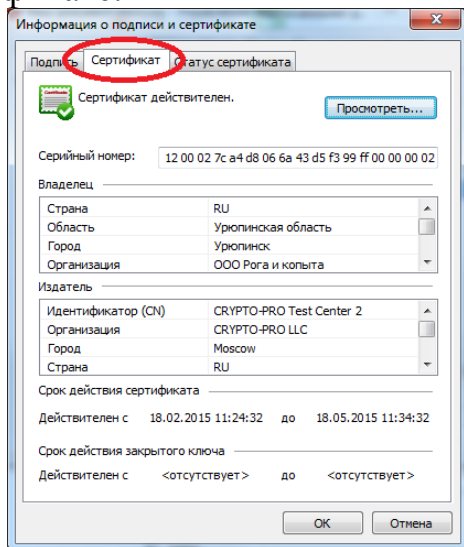 Информация о подписи и сертификате
Подпись Сертификат Статус сертификата
Сертификат действителен.
Просмотреть...
Серийный номер: 12 00 02 7c a4 d8 06 6a 43 d5 f3 99 ff 00 00 00 02
Владелец
Страна RU
Область Урюпинская область
Город Урюпинск
Организация ООО Рога и копыта
Издатель
Идентификатор (CN) CRYPTO-PRO Test Center 2
Организация CRYPTO-PRO LLC
Город Moscow
Страна RU
Срок действия сертификата
Действителен с 18.02.2015 11:24:32 до 18.05.2015 11:34:32
Срок действия закрытого ключа
Действителен с <отсутствует> до <отсутствует>
OK Отмена